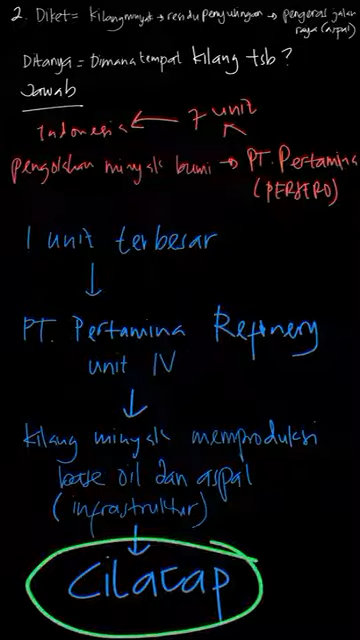 2. Diket = Kilang minyak → residu penyulingan → pengeras jalan
raya (aspal)
Ditanya = Dimana tempat kilang tsb?
Jawab
Indonesia ← 7 unit
pengolahan minyak bumi → PT. Pertamina
(PERSERO)
1 unit terbesar
↓
PT. Pertamina Refinery
unit IV
↓
kilang minyak memproduksi
base oil dan aspal
(infrastruktur)
↓
Cilacap